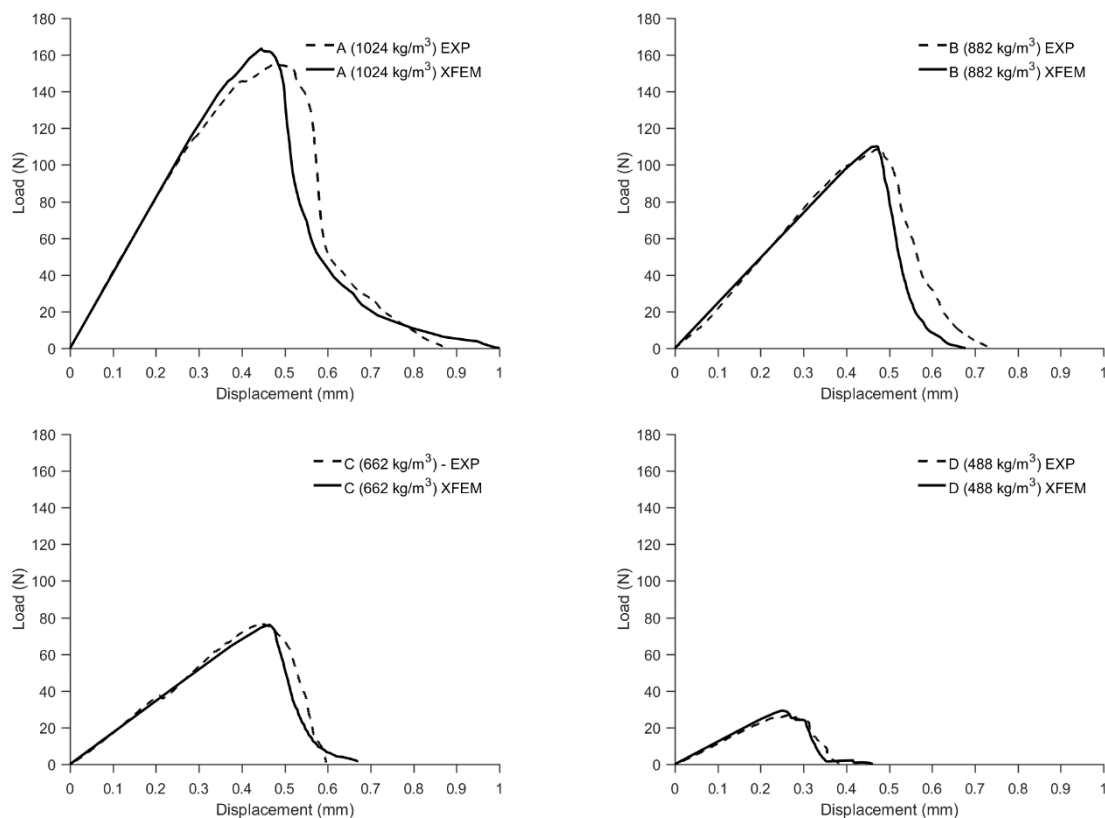 180
160
140
120
100
80
60
40
20
0
Load (N)
A (1024 kg/m³) EXP
A (1024 kg/m³) XFEM
0 0.1 0.2 0.3 0.4 0.5 0.6 0.7 0.8 0.9 1
Displacement (mm)
180
160
140
120
100
80
60
40
20
0
Load (N)
B (882 kg/m³) EXP
B (882 kg/m³) XFEM
0 0.1 0.2 0.3 0.4 0.5 0.6 0.7 0.8 0.9 1
Displacement (mm)
180
160
140
120
100
80
60
40
20
0
Load (N)
C (662 kg/m³) - EXP
C (662 kg/m³) XFEM
0 0.1 0.2 0.3 0.4 0.5 0.6 0.7 0.8 0.9 1
Displacement (mm)
180
160
140
120
100
80
60
40
20
0
Load (N)
D (488 kg/m³) EXP
D (488 kg/m³) XFEM
0 0.1 0.2 0.3 0.4 0.5 0.6 0.7 0.8 0.9 1
Displacement (mm)